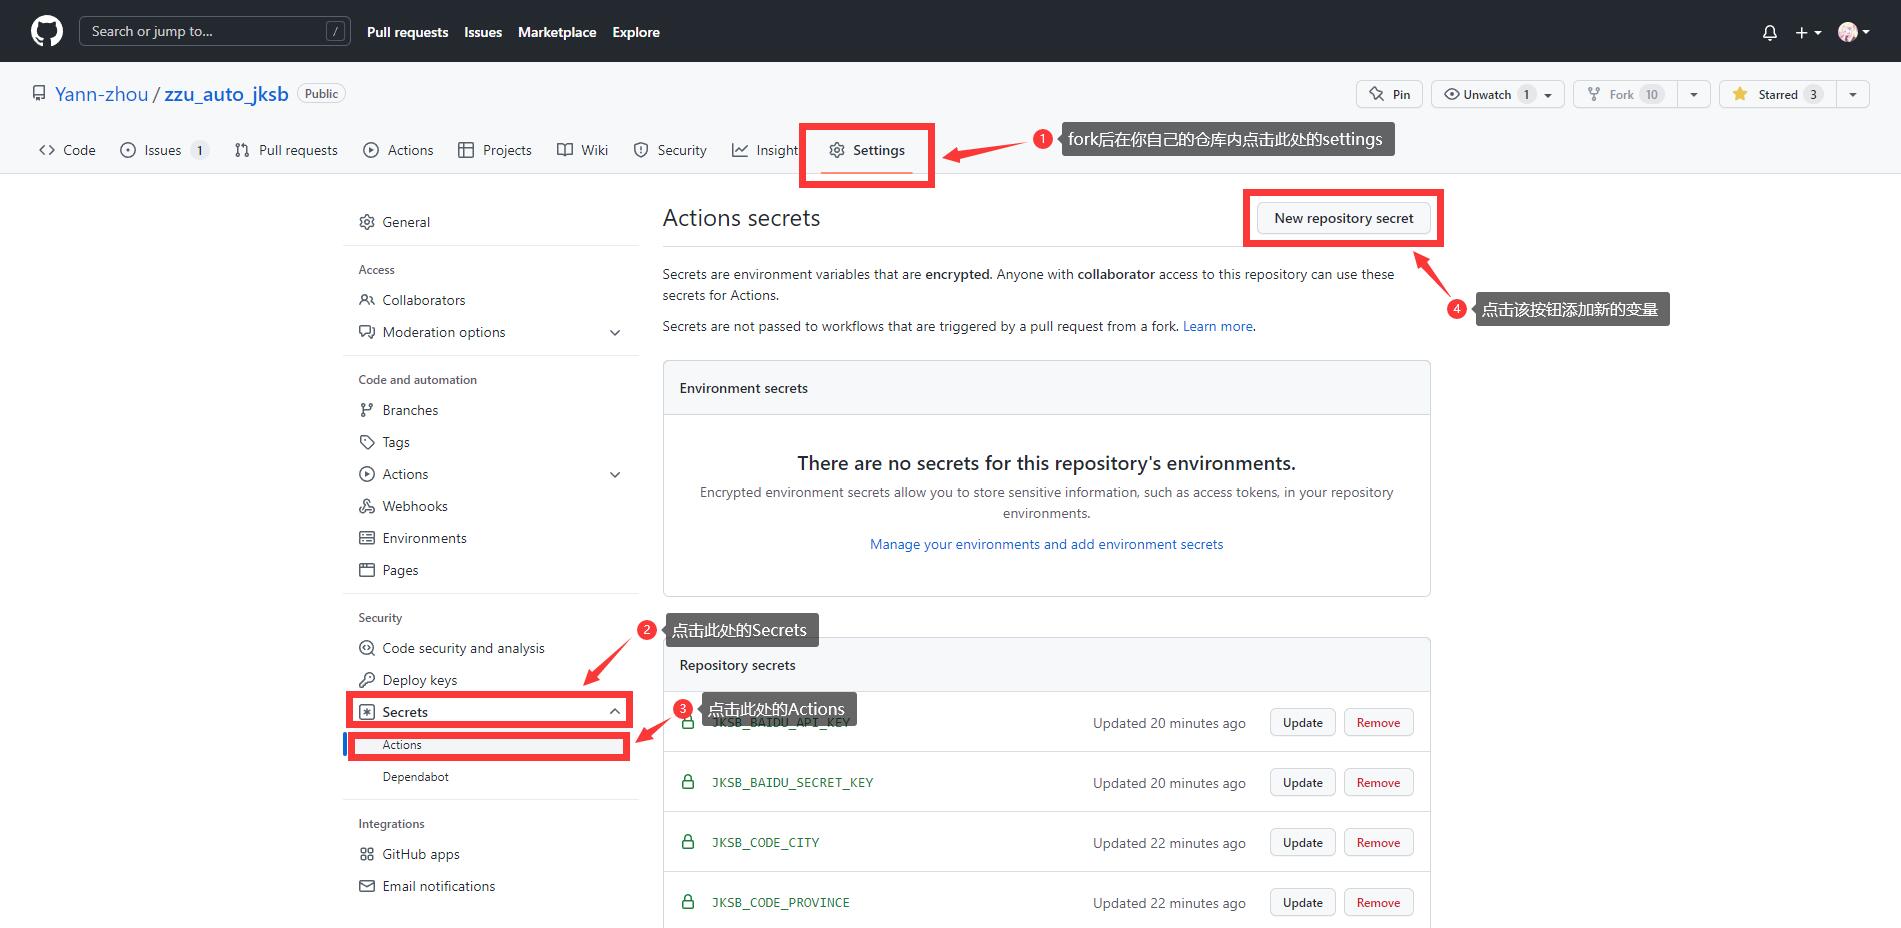 Search or jump to...
/
Pull requests
Issues
Marketplace
Explore
Yann-zhou / zzu_auto_jksb
Public
Pin
Unwatch 1
Fork 10
Starred 3
Code
Issues 1
Pull requests
Actions
Projects
Wiki
Security
Insight
Settings
1
fork后在你自己的仓库内点击此处的settings
General
Access
Collaborators
Moderation options
Code and automation
Branches
Tags
Actions
Webhooks
Environments
Pages
Security
Code security and analysis
Deploy keys
Secrets
Actions
Dependabot
Integrations
GitHub apps
Email notifications
Actions secrets
New repository secret
4
点击该按钮添加新的变量
Secrets are environment variables that are encrypted. Anyone with collaborator access to this repository can use these
secrets for Actions.
Secrets are not passed to workflows that are triggered by a pull request from a fork. Learn more.
Environment secrets
There are no secrets for this repository's environments.
Encrypted environment secrets allow you to store sensitive information, such as access tokens, in your repository
environments.
Manage your environments and add environment secrets
2
点击此处的Secrets
Repository secrets
3
点击此处的Actions
JKSB_BAIDU_API_KEY
Updated 20 minutes ago
Update
Remove
JKSB_BAIDU_SECRET_KEY
Updated 20 minutes ago
Update
Remove
JKSB_CODE_CITY
Updated 22 minutes ago
Update
Remove
JKSB_CODE_PROVINCE
Updated 22 minutes ago
Update
Remove